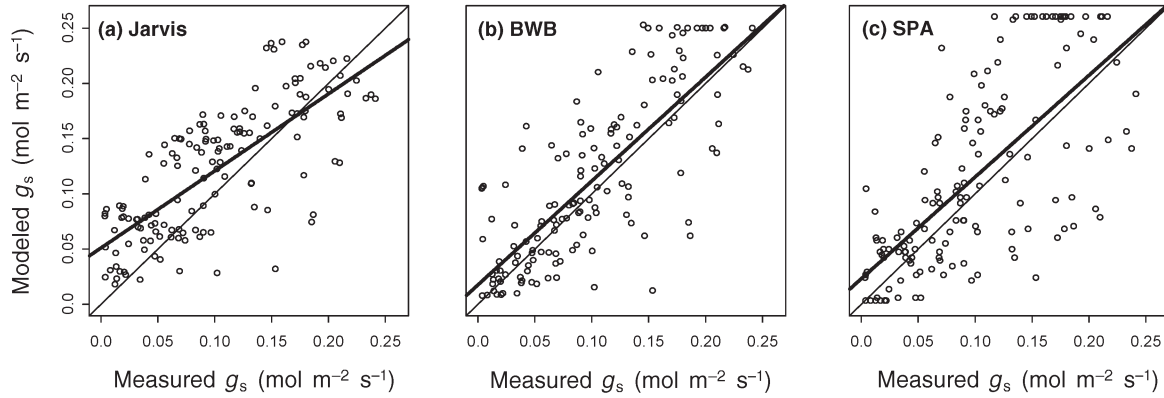 (a) Jarvis
(b) BWB
(c) SPA
Modeled gs (mol m−2 s−1)
0.25
0.20
0.15
0.10
0.05
0.0
0.0 0.05 0.10 0.15 0.20 0.25
0.0 0.05 0.10 0.15 0.20 0.25
0.0 0.05 0.10 0.15 0.20 0.25
Measured gs (mol m−2 s−1)
Measured gs (mol m−2 s−1)
Measured gs (mol m−2 s−1)